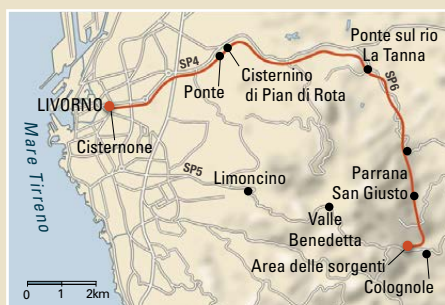 Ponte sul rio
La Tanna
SP4
SP6
Cisternino
di Pian di Rota
Ponte
LIVORNO
Cisternone
SP5
Limoncino
Mare Tirreno
Parrana
San Giusto
Valle
Benedetta
Area delle sorgenti
Colognole
0 1 2km